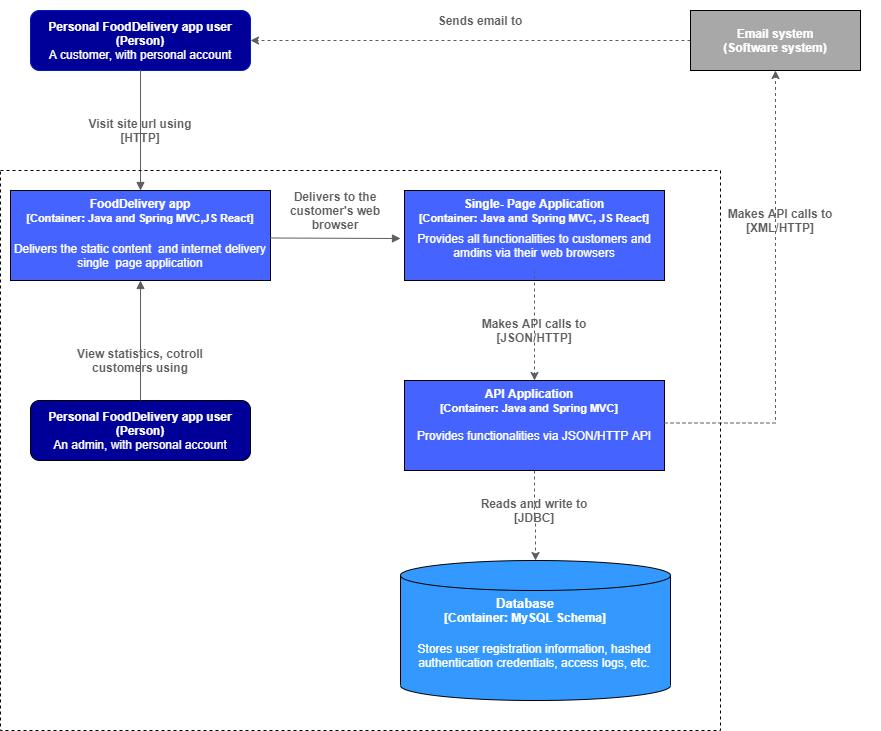 Personal FoodDelivery app user
(Person)
A customer, with personal account
Sends email to
Email system
(Software system)
Visit site url using
[HTTP]
FoodDelivery app
[Container: Java and Spring MVC,JS React]
Delivers the static content and internet delivery
single page application
Delivers to the
customer's web
browser
Single- Page Application
[Container: Java and Spring MVC, JS React]
Provides all functionalities to customers and
amdins via their web browsers
Makes API calls to
[XML/HTTP]
Makes API calls to
[JSON/HTTP]
View statistics, cotroll
customers using
Personal FoodDelivery app user
(Person)
An admin, with personal account
API Application
[Container: Java and Spring MVC]
Provides functionalities via JSON/HTTP API
Reads and write to
[JDBC]
Database
[Container: MySQL Schema]
Stores user registration information, hashed
authentication credentials, access logs, etc.